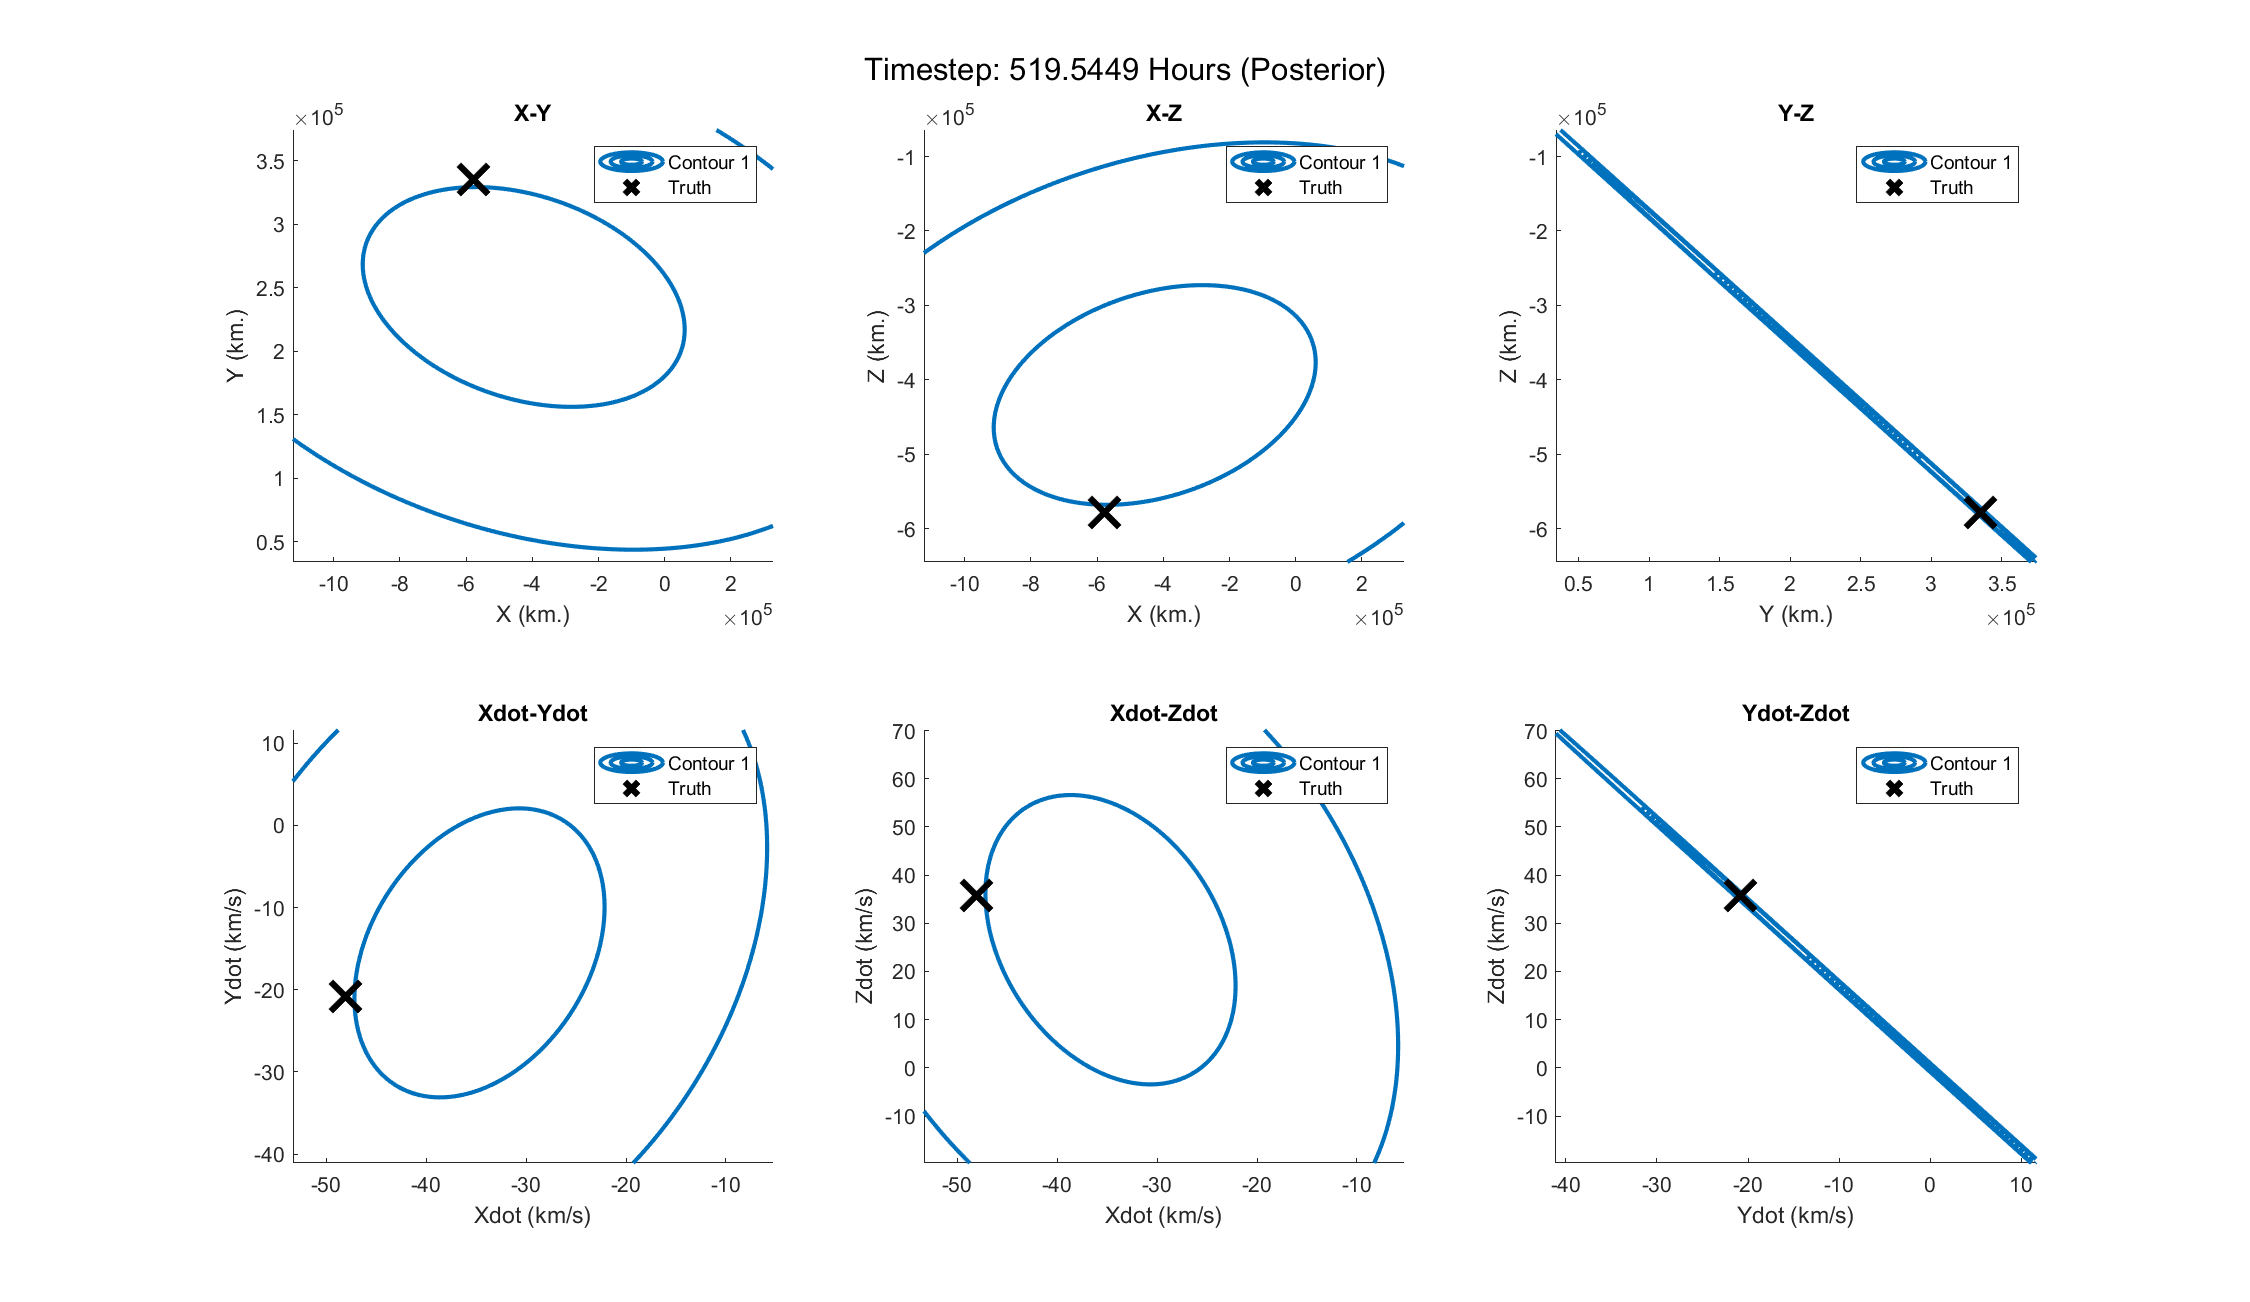 Timestep: 519.5449 Hours (Posterior)
X-Y
×10^5
Contour 1
Truth
3.5
3
2.5
2
1.5
1
0.5
Y (km.)
-10 -8 -6 -4 -2 0 2
X (km.)
×10^5
X-Z
×10^5
Contour 1
Truth
-1
-2
-3
-4
-5
-6
Z (km.)
-10 -8 -6 -4 -2 0 2
X (km.)
×10^5
Y-Z
×10^5
Contour 1
Truth
-1
-2
-3
-4
-5
-6
Z (km.)
0.5 1 1.5 2 2.5 3 3.5
Y (km.)
×10^5
Xdot-Ydot
Contour 1
Truth
10
0
-10
-20
-30
-40
Ydot (km/s)
-50 -40 -30 -20 -10
Xdot (km/s)
Xdot-Zdot
Contour 1
Truth
70
60
50
40
30
20
10
0
-10
Zdot (km/s)
-50 -40 -30 -20 -10
Xdot (km/s)
Ydot-Zdot
Contour 1
Truth
70
60
50
40
30
20
10
0
-10
Zdot (km/s)
-40 -30 -20 -10 0 10
Ydot (km/s)